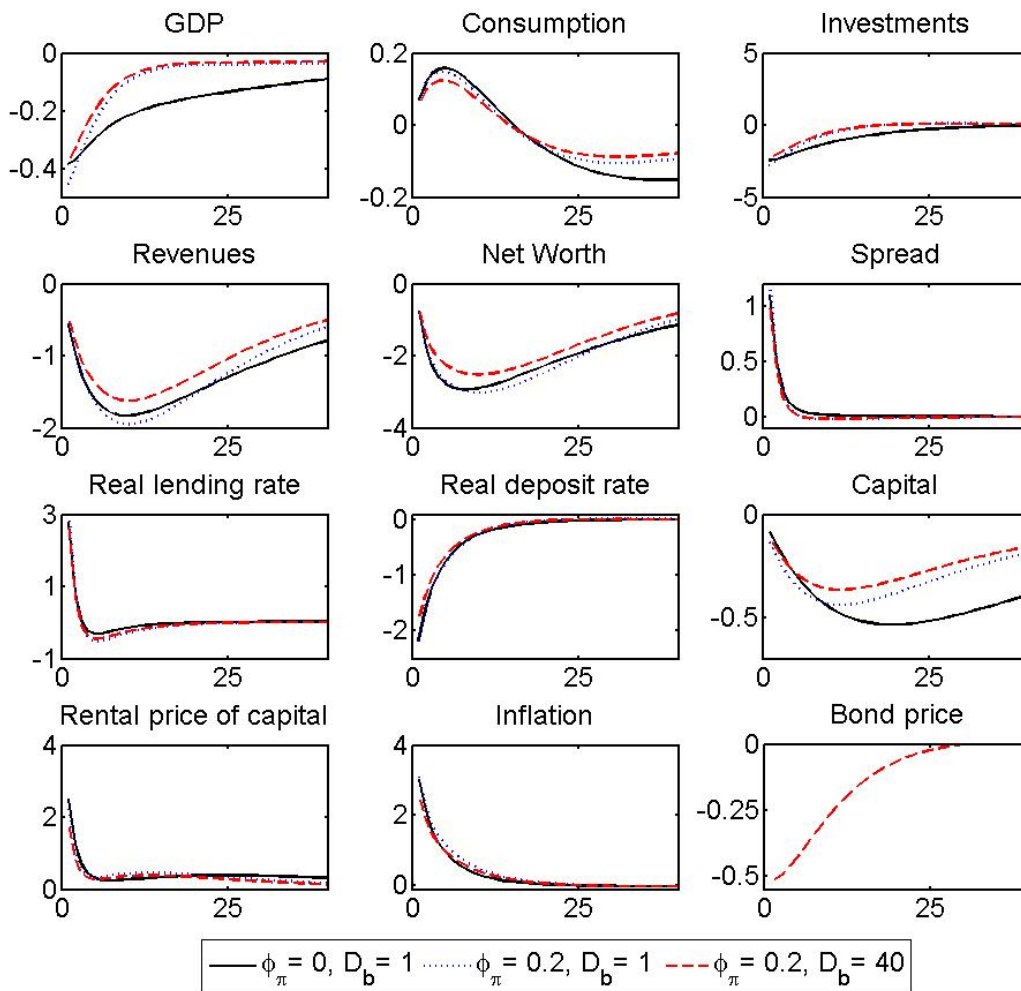 GDP Consumption Investments
0 0.2 5
-0.2 0 0
-0.4 0.2 -5
0 25 0 25 0 25
Revenues Net Worth Spread
0 0 1
-1 -2 0.5
-2 -4 0
0 25 0 25 0 25
Real lending rate Real deposit rate Capital
3 0 0
1 -1 -0.5
-1 -2
0 25 0 25 0 25
Rental price of capital Inflation Bond price
4 4 0
2 2 -0.25
0 0 -0.5
0 25 0 25 0 25
ϕπ = 0, Db = 1 ϕπ = 0.2, Db = 1 ϕπ = 0.2, Db = 40